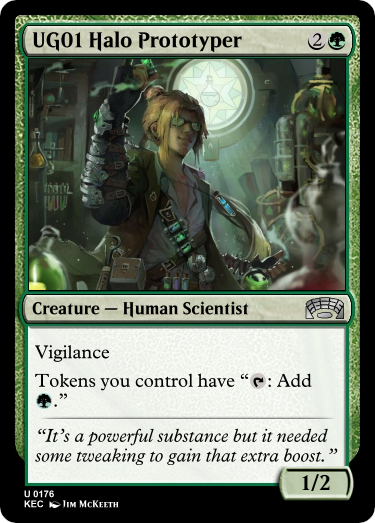 UG01 Halo Prototyper 2
Creature — Human Scientist
Vigilance
Tokens you control have “: Add
.”
“It’s a powerful substance but it needed
some tweaking to gain that extra boost.”
1/2
U 0176
KEC Jim McKeeth